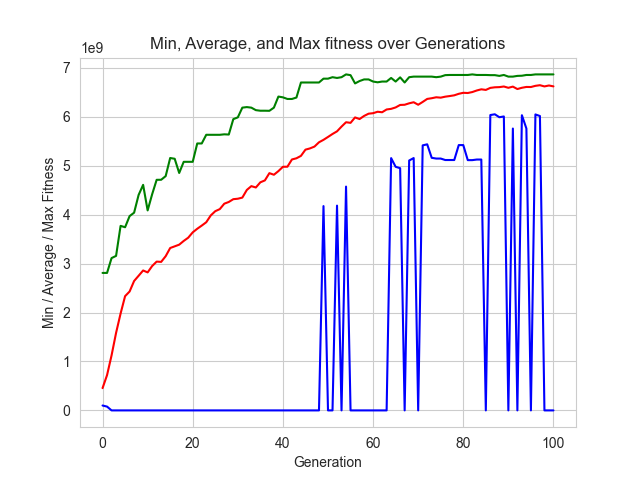 Min, Average, and Max fitness over Generations
1e9
7
6
5
4
3
2
1
0
Min / Average / Max Fitness
0 20 40 60 80 100
Generation